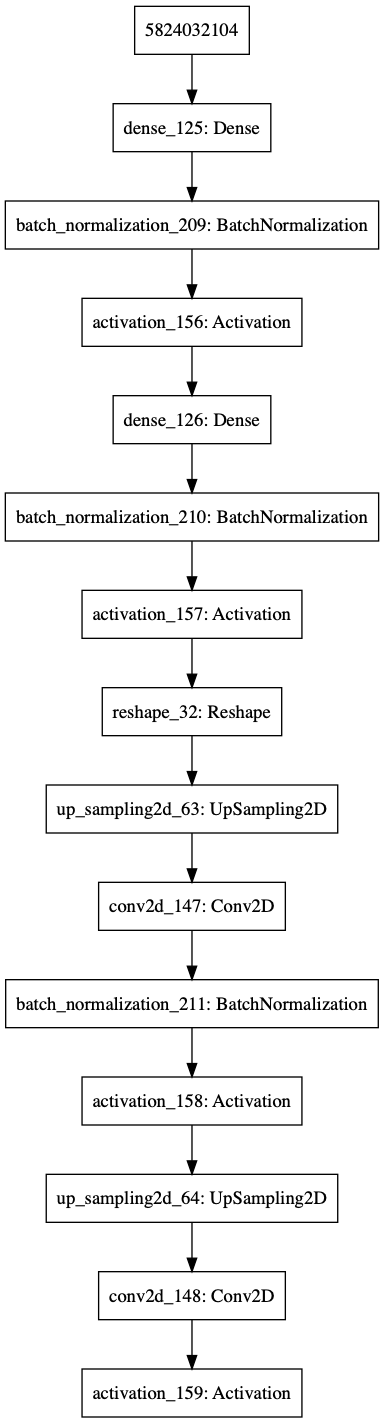 5824032104
dense_125: Dense
batch_normalization_209: BatchNormalization
activation_156: Activation
dense_126: Dense
batch_normalization_210: BatchNormalization
activation_157: Activation
reshape_32: Reshape
up_sampling2d_63: UpSampling2D
conv2d_147: Conv2D
batch_normalization_211: BatchNormalization
activation_158: Activation
up_sampling2d_64: UpSampling2D
conv2d_148: Conv2D
activation_159: Activation